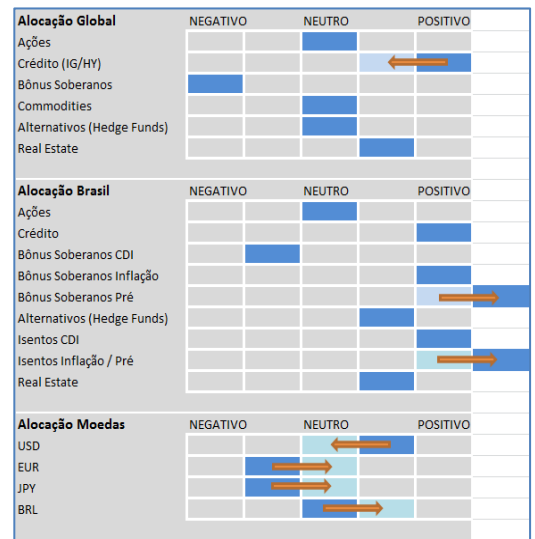 Alocação Global NEGATIVO NEUTRO POSITIVO
Ações
Crédito (IG/HY)
Bônus Soberanos
Commodities
Alternativos (Hedge Funds)
Real Estate
Alocação Brasil NEGATIVO NEUTRO POSITIVO
Ações
Crédito
Bônus Soberanos CDI
Bônus Soberanos Inflação
Bônus Soberanos Pré
Alternativos (Hedge Funds)
Isentos CDI
Isentos Inflação / Pré
Real Estate
Alocação Moedas NEGATIVO NEUTRO POSITIVO
USD
EUR
JPY
BRL